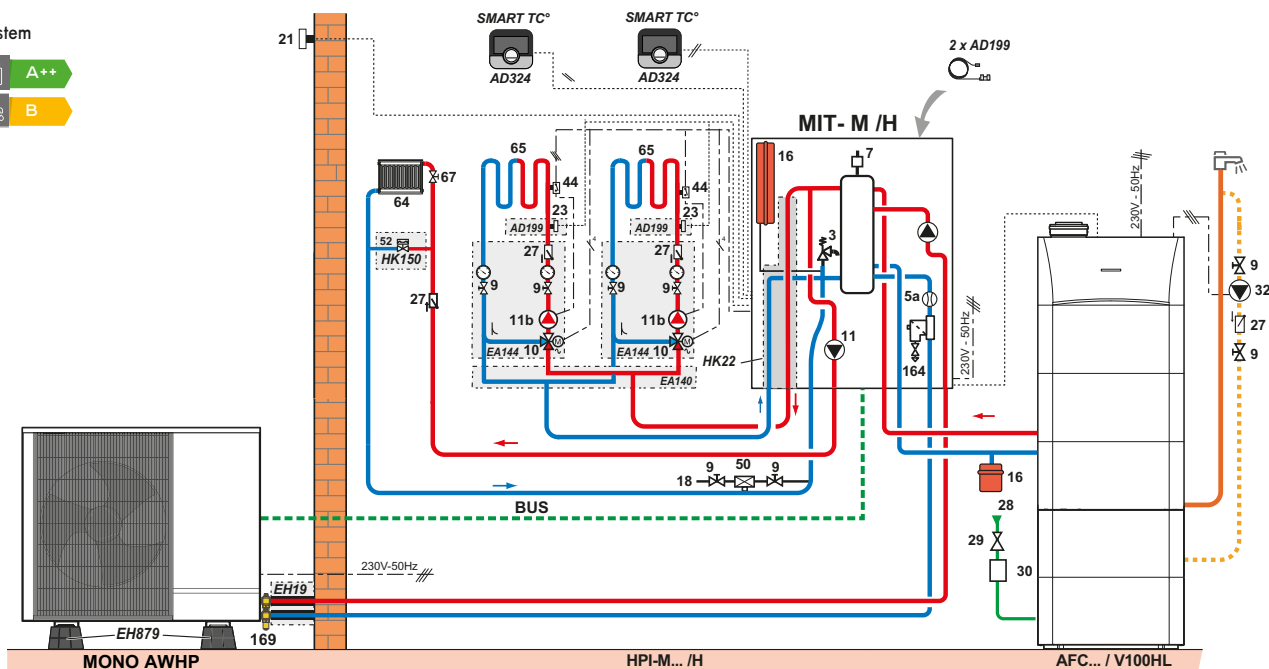 stem
A++
B
21
SMART TC°
AD324
SMART TC°
AD324
2 x AD199
MIT- M /H
16
7
65
65
67
64
44
44
23
23
AD199
AD199
3
230V - 50Hz
52
HK150
27
27
27
9
9
9
9
5a
9
32
27
9
11b
11b
10
10
M
M
4
4
EA144
EA144
EA140
HK22
11
164
230V - 50Hz
18
9
50
9
16
BUS
28
29
30
230V-50Hz
EH19
169
EH879
MONO AWHP
HPI-M... /H
AFC... / V100HL